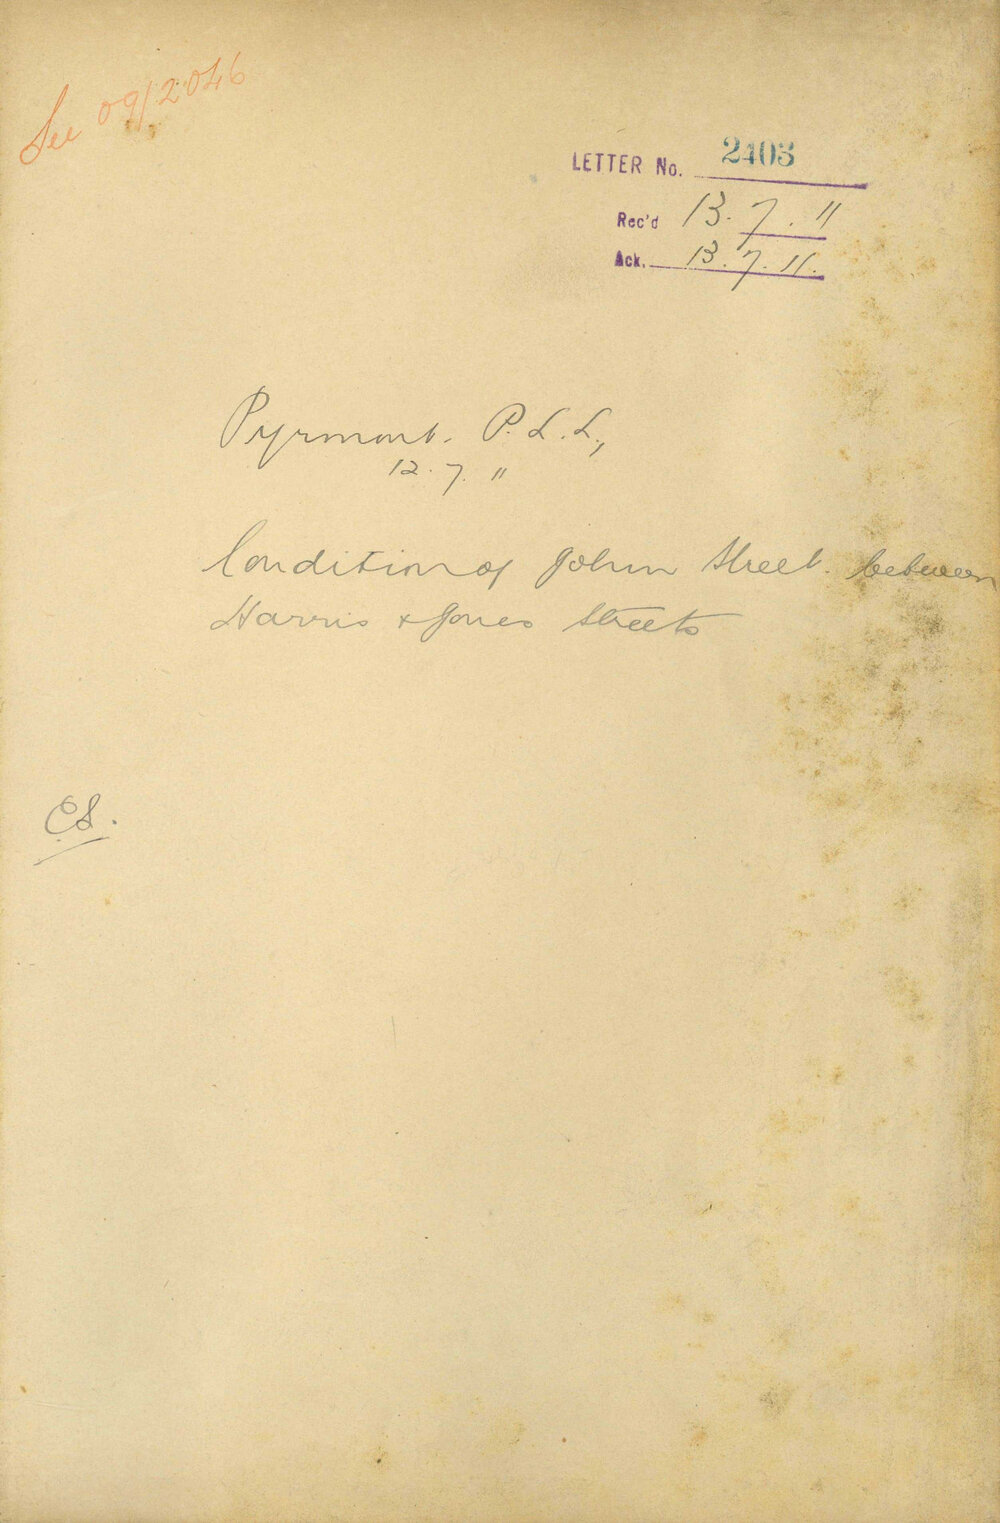 See 09/2046
LETTER No. 2403
Rec'd 13.7.11
Ack. 13.7.11.
Pyrmont. P.L.L.,
12.7.11
Condition of John Street. between
Harris & Jones Streets
C.S.